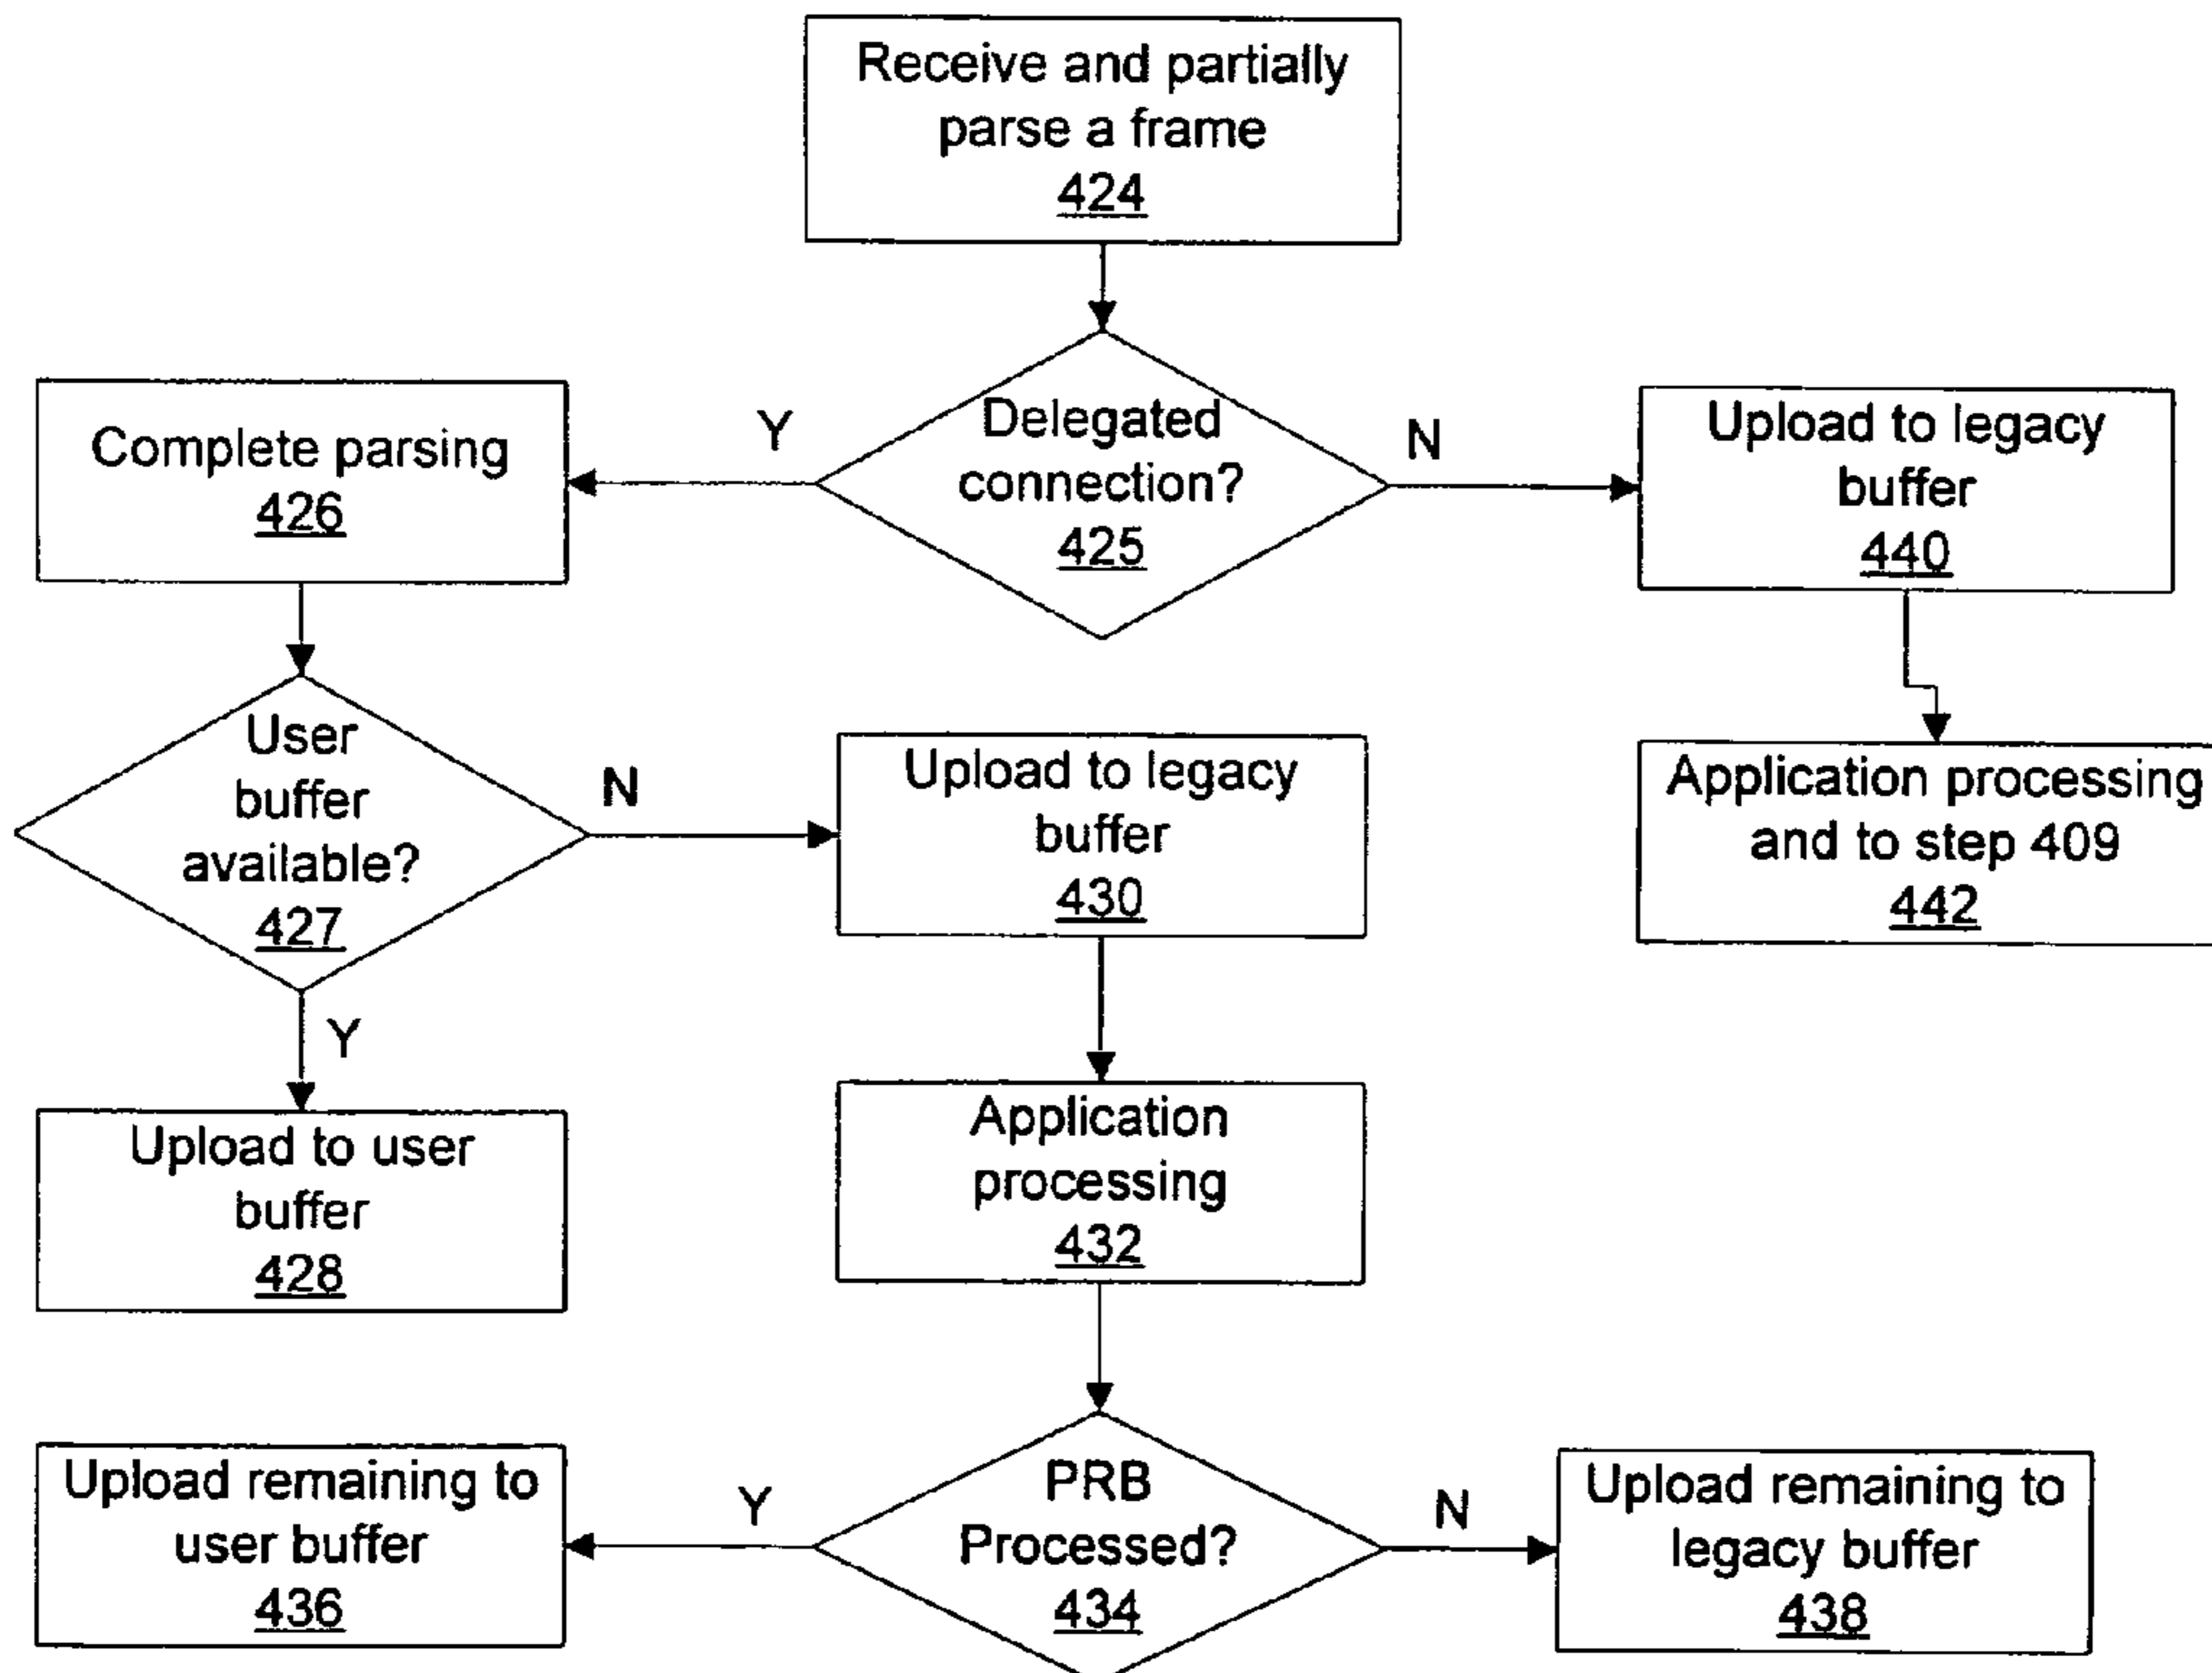 Receive and partially
parse a frame
424
Delegated
connection?
425
Y
N
Complete parsing
426
Upload to legacy
buffer
440
User
buffer
available?
427
N
Y
Upload to legacy
buffer
430
Application processing
and to step 409
442
Upload to user
buffer
428
Application
processing
432
PRB
Processed?
434
Y
N
Upload remaining to
user buffer
436
Upload remaining to
legacy buffer
438